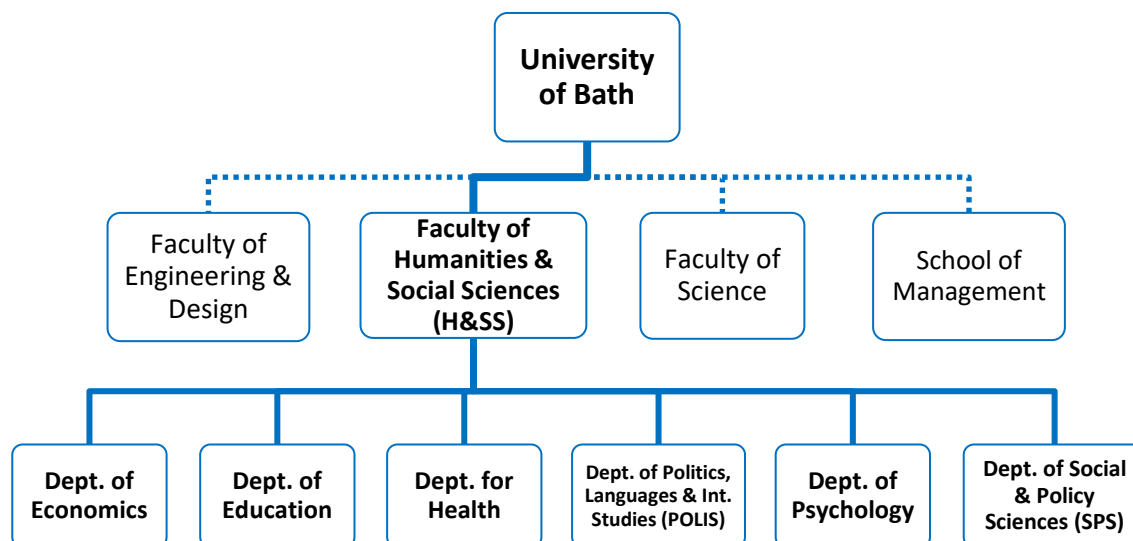 University
of Bath
Faculty of
Engineering &
Design
Faculty of
Humanities &
Social Sciences
(H&SS)
Faculty of
Science
School of
Management
Dept. of
Economics
Dept. of
Education
Dept. for
Health
Dept. of Politics,
Languages & Int.
Studies (POLIS)
Dept. of
Psychology
Dept. of Social
& Policy
Sciences (SPS)